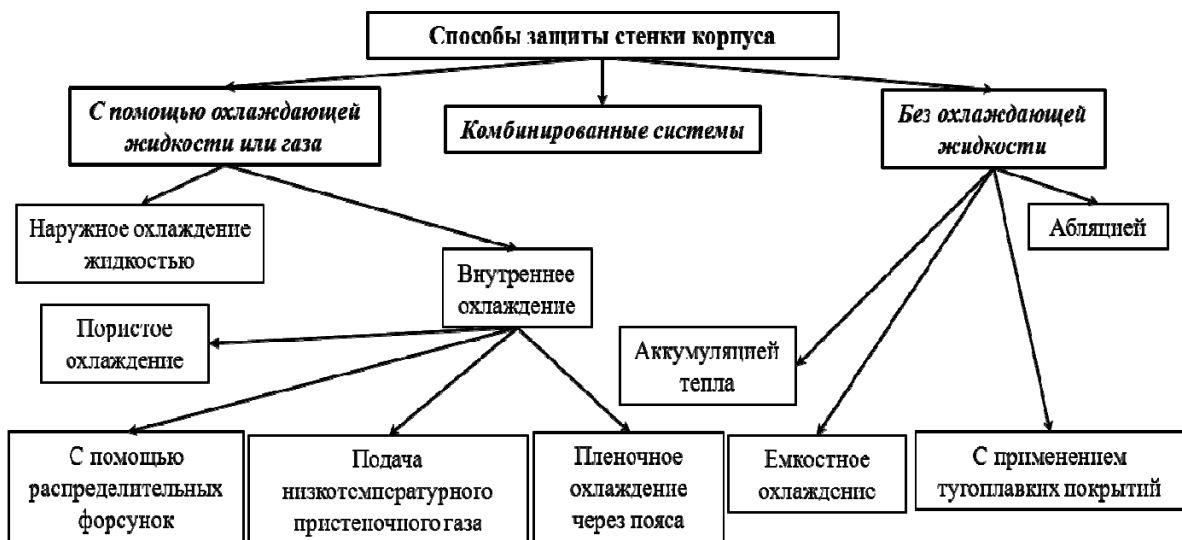 Способы защиты стенки корпуса
С помощью охлаждающей
жидкости или газа
Комбинированные системы
Без охлаждающей
жидкости
Наружное охлаждение
жидкостью
Внутреннее
охлаждение
Абляцией
Пористое
охлаждение
Аккумуляцией
тепла
С помощью
распределительных
форсунок
Подача
низкотемпературного
пристеночного газа
Пленочное
охлаждение
через пояса
Емкостное
охлаждение
С применением
тугоплавких покрытий